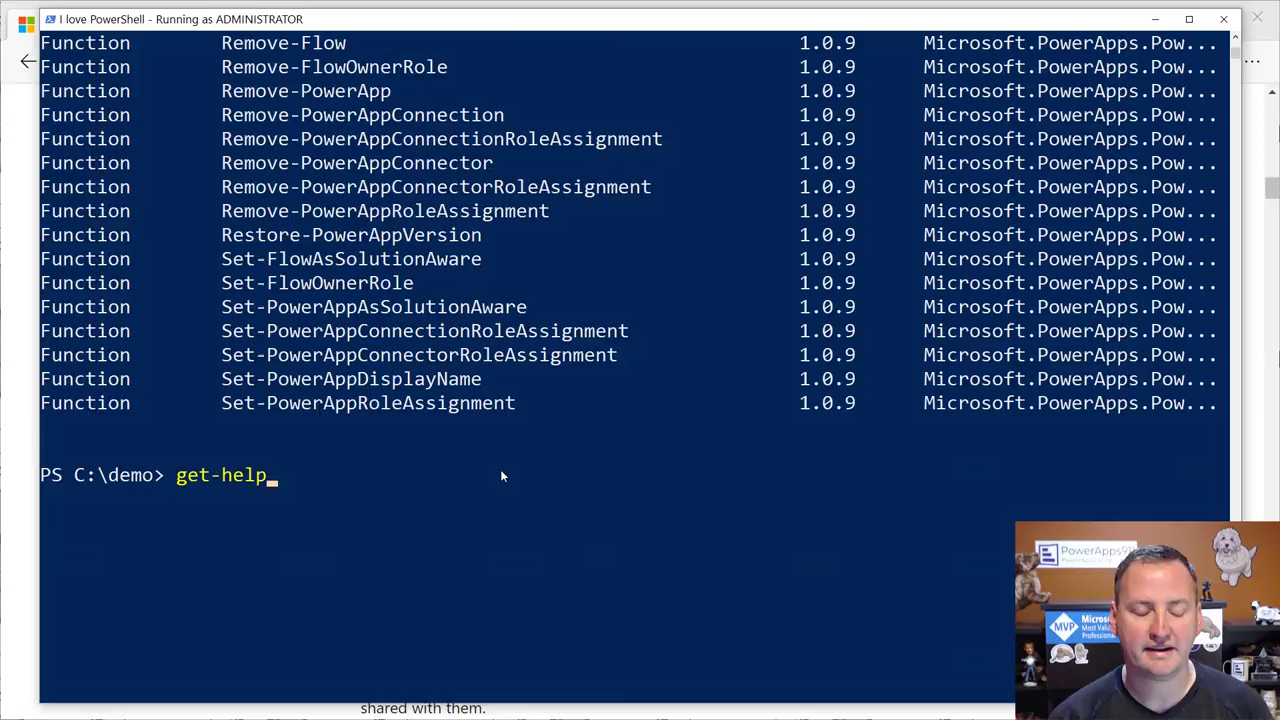 I love PowerShell - Running as ADMINISTRATOR
Function Remove-Flow 1.0.9 Microsoft.PowerApps.Pow...
Function Remove-FlowOwnerRole 1.0.9 Microsoft.PowerApps.Pow...
Function Remove-PowerApp 1.0.9 Microsoft.PowerApps.Pow...
Function Remove-PowerAppConnection 1.0.9 Microsoft.PowerApps.Pow...
Function Remove-PowerAppConnectionRoleAssignment 1.0.9 Microsoft.PowerApps.Pow...
Function Remove-PowerAppConnector 1.0.9 Microsoft.PowerApps.Pow...
Function Remove-PowerAppConnectorRoleAssignment 1.0.9 Microsoft.PowerApps.Pow...
Function Remove-PowerAppRoleAssignment 1.0.9 Microsoft.PowerApps.Pow...
Function Restore-PowerAppVersion 1.0.9 Microsoft.PowerApps.Pow...
Function Set-FlowAsSolutionAware 1.0.9 Microsoft.PowerApps.Pow...
Function Set-FlowOwnerRole 1.0.9 Microsoft.PowerApps.Pow...
Function Set-PowerAppAsSolutionAware 1.0.9 Microsoft.PowerApps.Pow...
Function Set-PowerAppConnectionRoleAssignment 1.0.9 Microsoft.PowerApps.Pow...
Function Set-PowerAppConnectorRoleAssignment 1.0.9 Microsoft.PowerApps.Pow...
Function Set-PowerAppDisplayName 1.0.9 Microsoft.PowerApps.Pow...
Function Set-PowerAppRoleAssignment 1.0.9 Microsoft.PowerApps.Pow...
PS C:\demo> get-help
PowerApps91
MVP
Microso
Most Valu
Professional
shared with them.